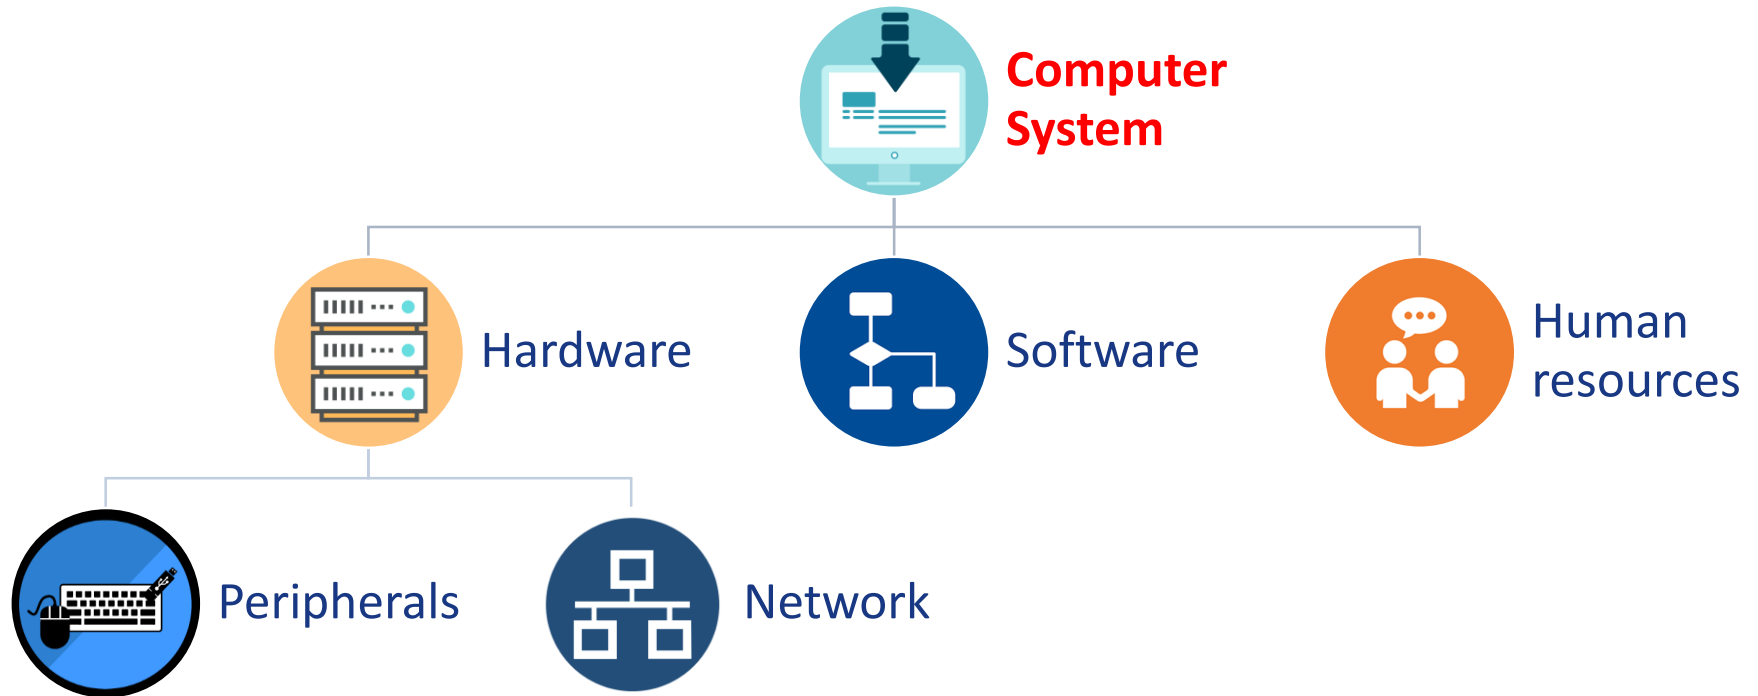 Computer
System
Hardware
Software
Human
resources
Peripherals
Network